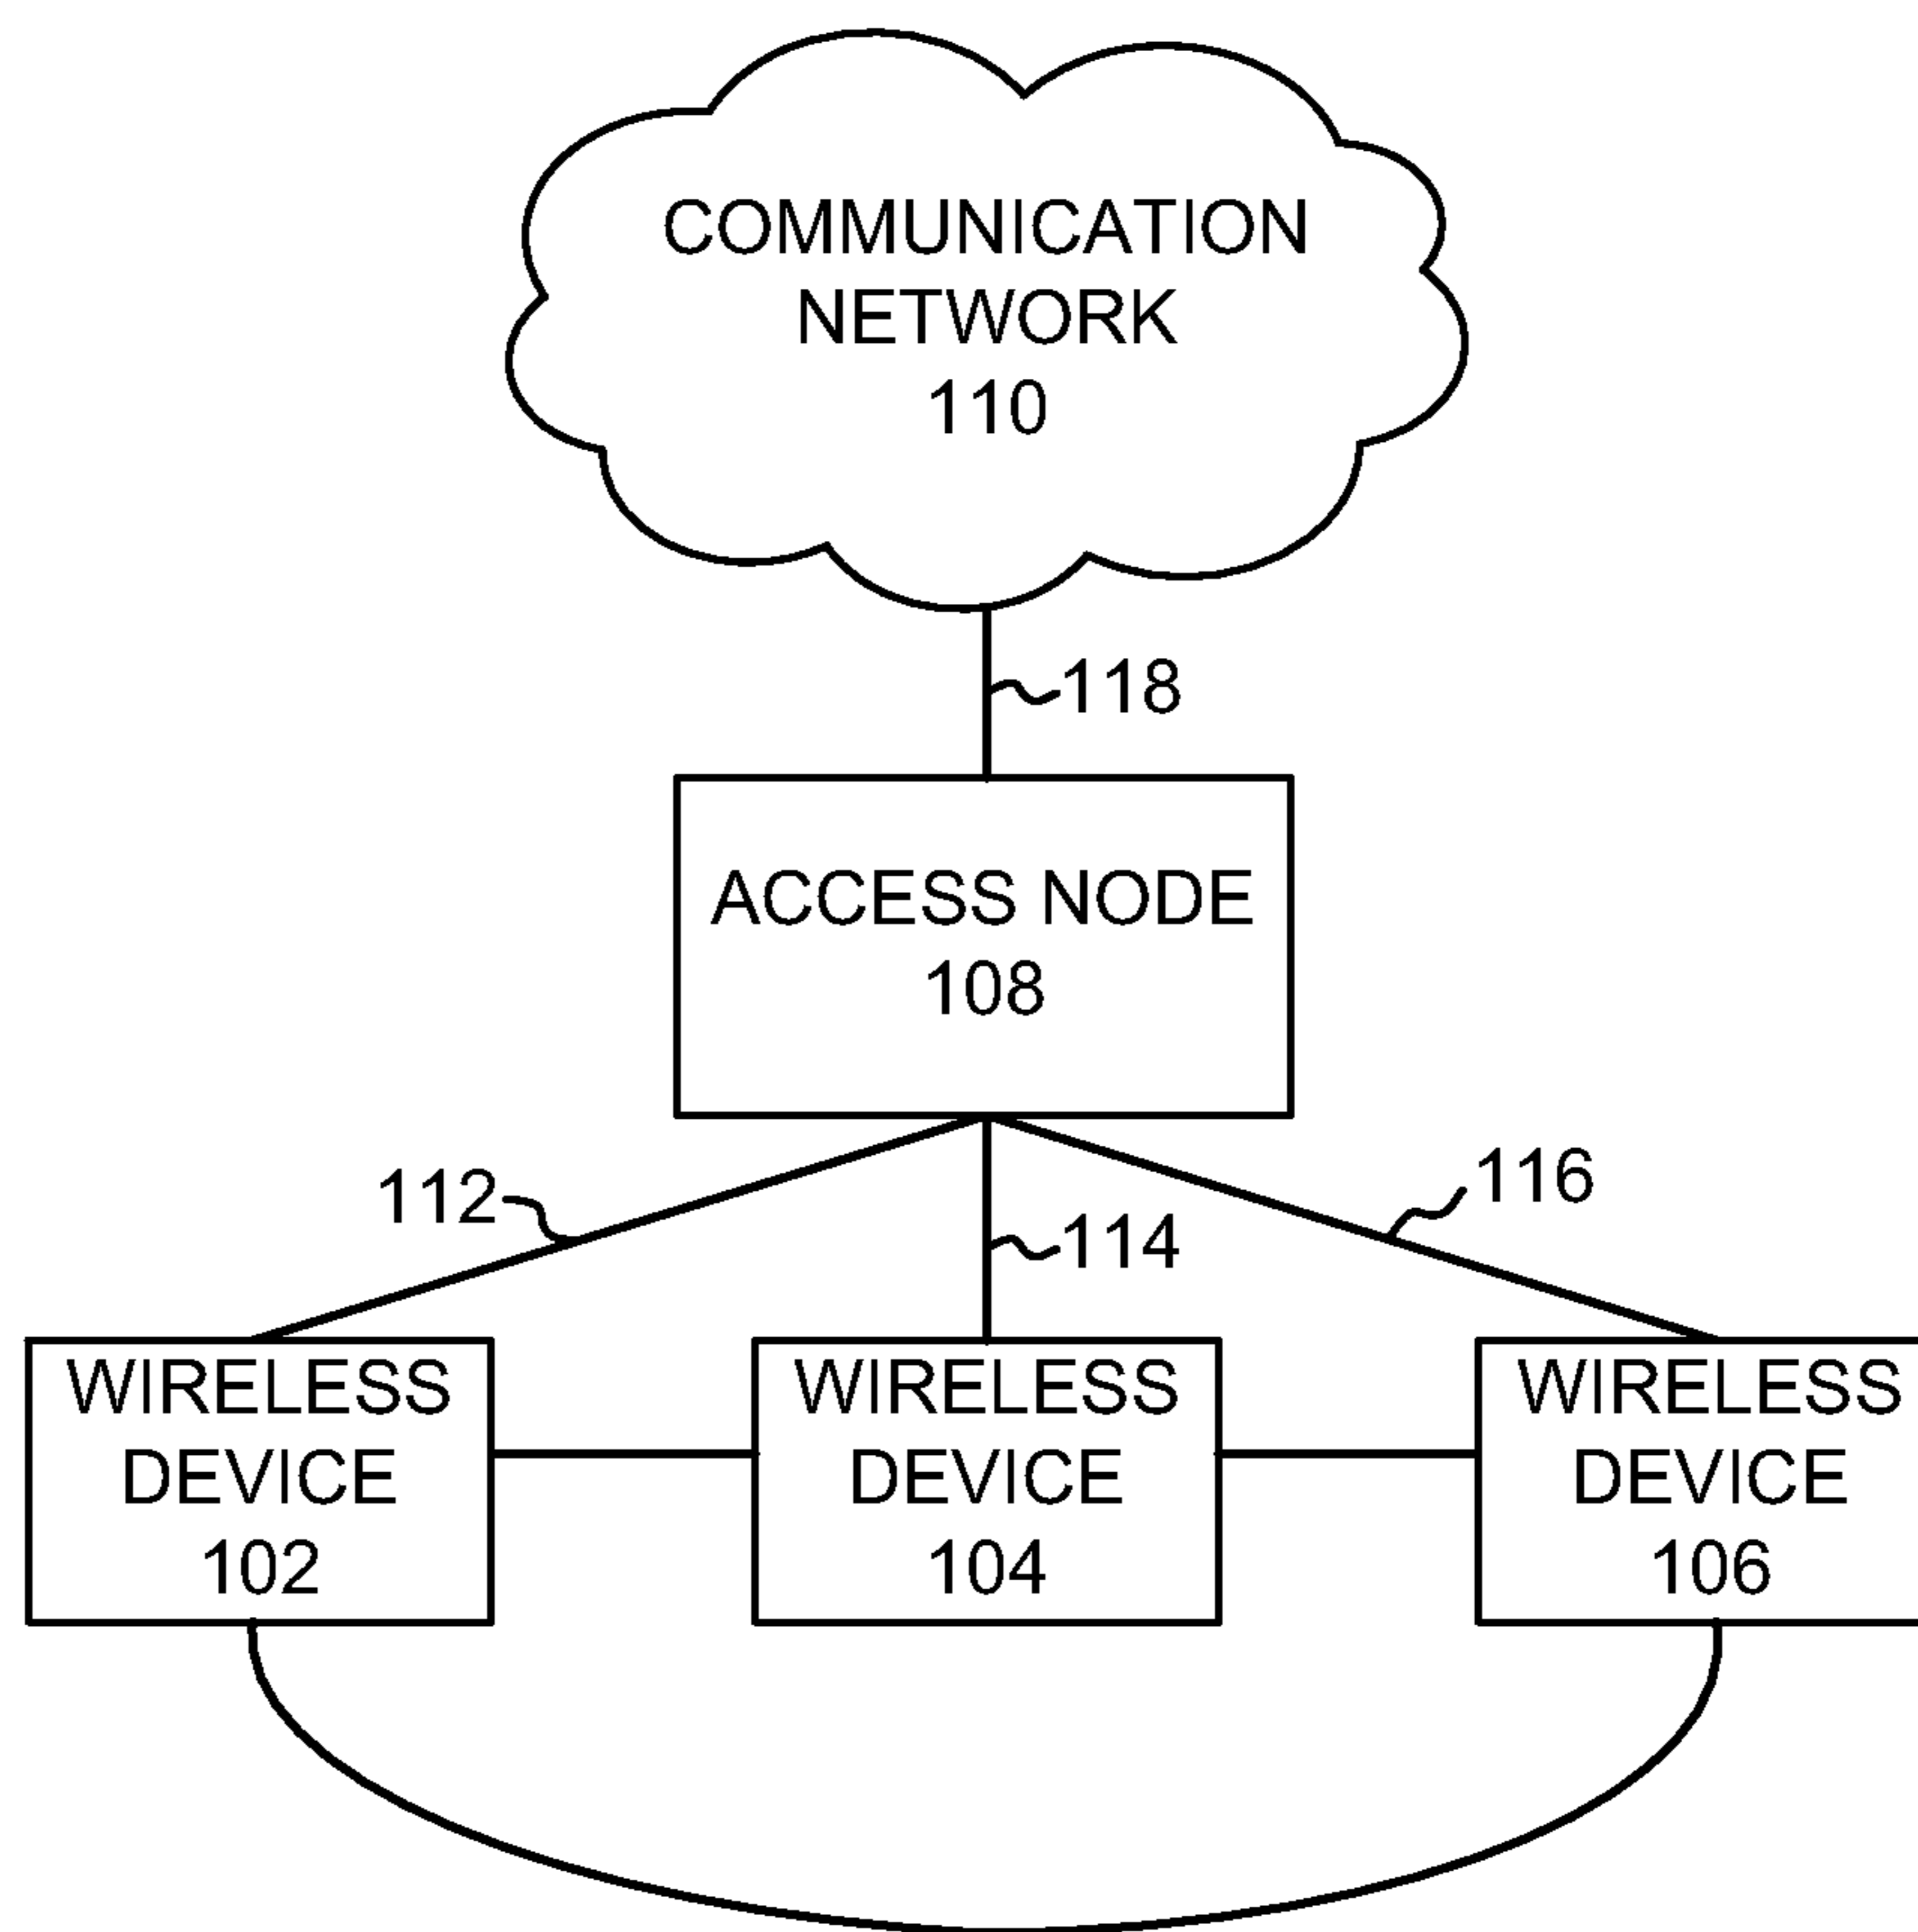 COMMUNICATION
NETWORK
110
118
ACCESS NODE
108
112
114
116
WIRELESS
DEVICE
102
WIRELESS
DEVICE
104
WIRELESS
DEVICE
106